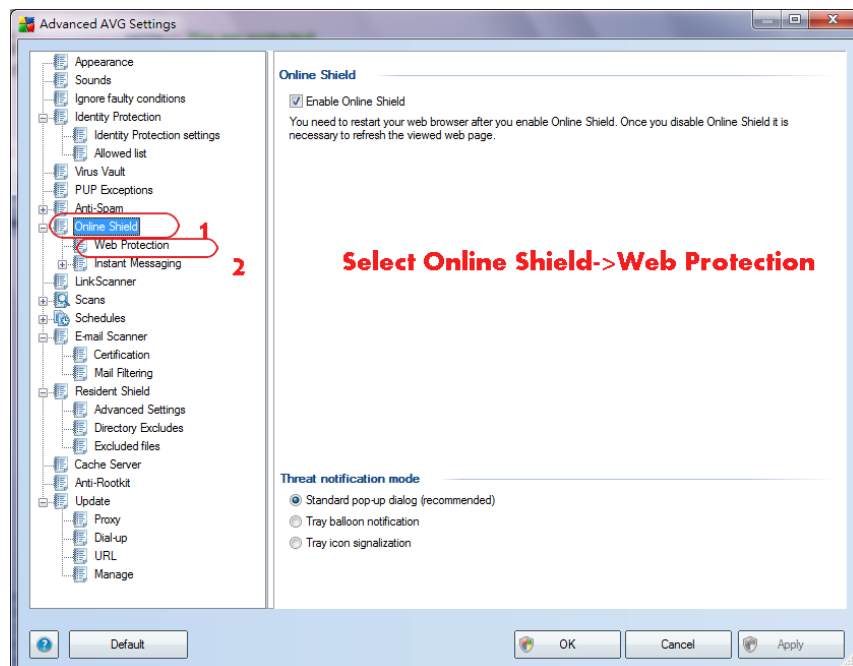 Advanced AVG Settings
Appearance
Sounds
Ignore faulty conditions
Identity Protection
Identity Protection settings
Allowed list
Virus Vault
PUP Exceptions
Anti-Spam
Online Shield
1
Web Protection
2
Instant Messaging
LinkScanner
Scans
Schedules
E-mail Scanner
Certification
Mail Filtering
Resident Shield
Advanced Settings
Directory Excludes
Excluded files
Cache Server
Anti-Rootkit
Update
Proxy
Dial-up
URL
Manage
Online Shield
Enable Online Shield
You need to restart your web browser after you enable Online Shield. Once you disable Online Shield it is
necessary to refresh the viewed web page.
Select Online Shield->Web Protection
Threat notification mode
Standard pop-up dialog (recommended)
Tray balloon notification
Tray icon signalization
Default
OK
Cancel
Apply